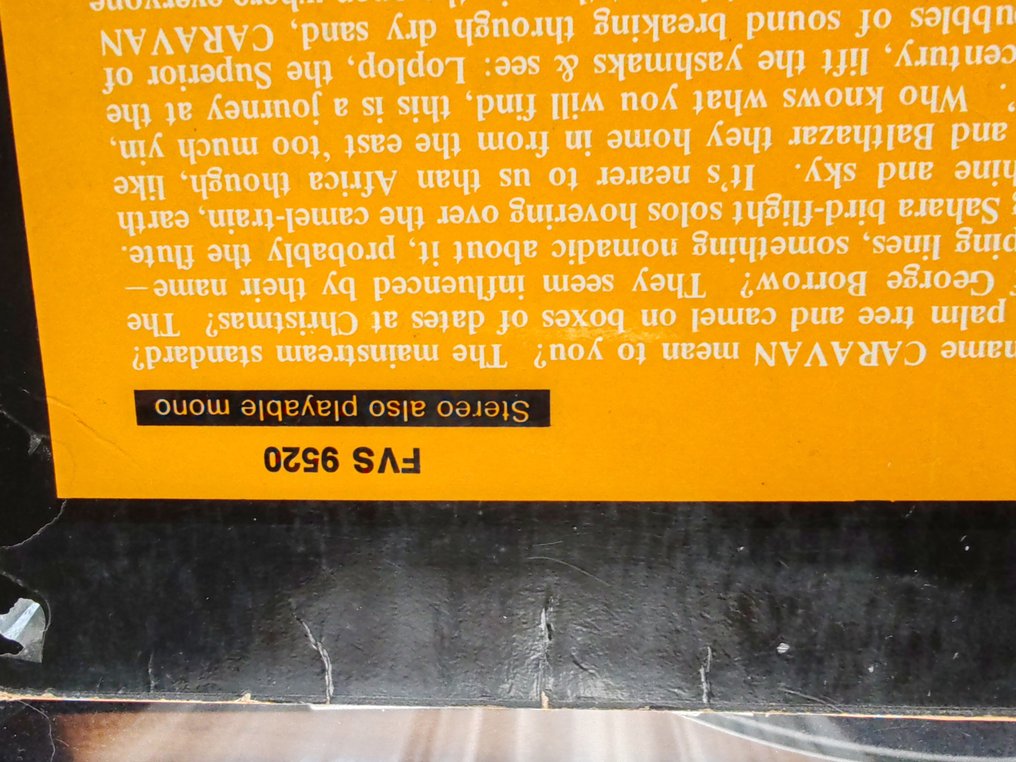 FVS 9520
Stereo also playable mono
name CARAVAN mean to you? The mainstream standard?
palm tree and camel on boxes of dates at Christmas? The
George Borrow? They seem influenced by their name—
ping lines, something nomadic about it, probably the flute.
Sahara bird-flight solos hovering over the camel-train, earth
hine and sky. It's nearer to us than Africa though, like
and Balthazar they home in from the east 'too much yin,
'. Who knows what you will find, this is a journey at the
century, lift the yashmaks & see: Loplop, the Superior of
ubbles of sound breaking through dry sand, CARAVAN
where everyone